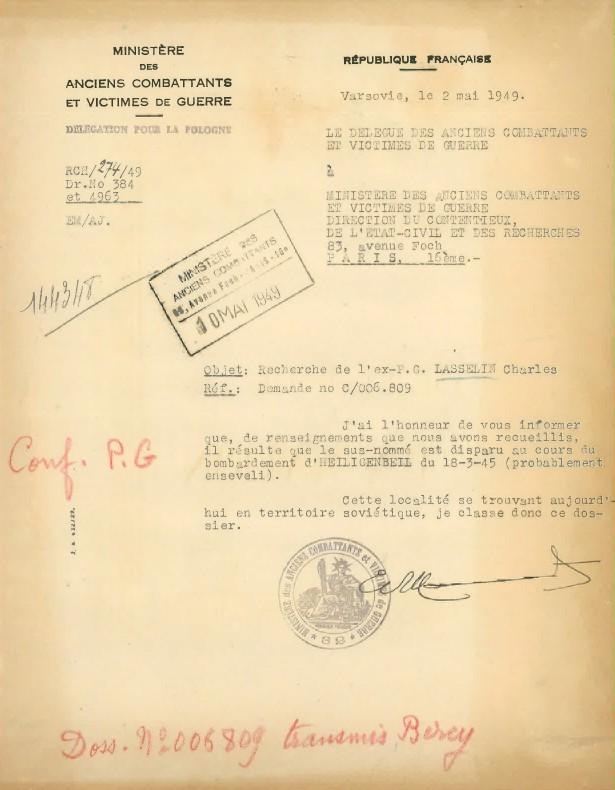 MINISTÈRE
DES
ANCIENS COMBATTANTS
ET VICTIMES DE GUERRE
DÉLÉGATION POUR LA POLOGNE
RÉPUBLIQUE FRANÇAISE
Varsovie, le 2 mai 1949.
RCH/274/49
Dr.No 384
et 4963
EM/AJ.
LE DELEGUE DES ANCIENS COMBATTANTS
ET VICTIMES DE GUERRE
à
MINISTERE DES ANCIENS COMBATTANTS
ET VICTIMES DE GUERRE
DIRECTION DU CONTENTIEUX,
DE L'ETAT-CIVIL ET DES RECHERCHES
83, avenue Foch
PARIS, 16ème.-
MINISTÈRE DES
ANCIENS COMBATTANTS
Avenue Foch
10 MAI 1949
Objet: Recherche de l'ex-P.G. LASSELIN Charles
Réf.: Demande no C/006.809
J'ai l'honneur de vous informer
que, de renseignements que nous avons recueillis,
il résulte que le sus-nommé est disparu au cours du
bombardement d'HEILIGENBEIL du 18-3-45 (probablement
enseveli).
Conf. P.G
Cette localité se trouvant aujourd'-
hui en territoire soviétique, je classe donc ce dos-
sier.
MINISTÈRE des ANCIENS COMBATTANTS et VICTIMES de GUERRE
Doss. No 006809 transmis Bercy